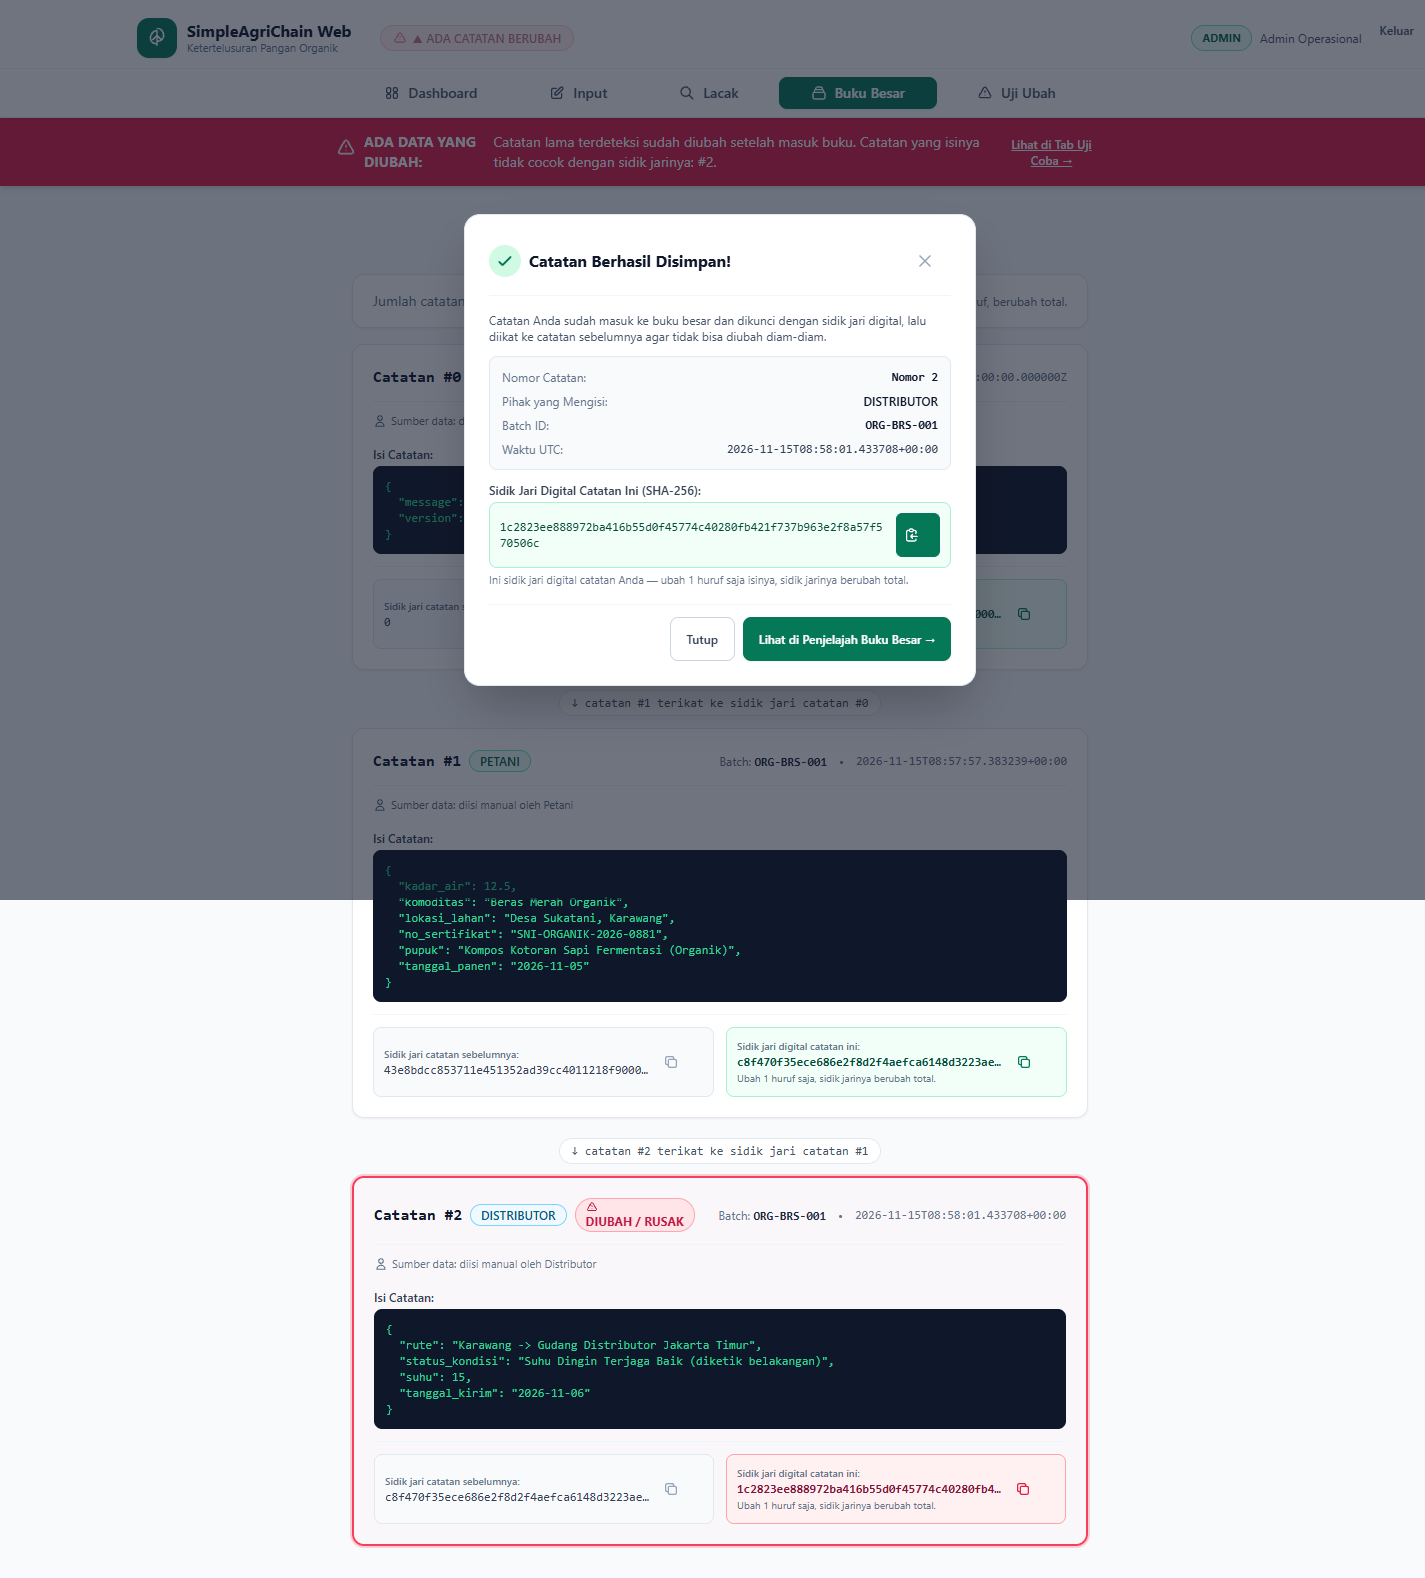 SimpleAgriChain Web
Ketertelusuran Pangan Organik
▲ ADA CATATAN BERUBAH
ADMIN
Admin Operasional
Keluar
Dashboard
Input
Lacak
Buku Besar
Uji Ubah
ADA DATA YANG DIUBAH:
Catatan lama terdeteksi sudah diubah setelah masuk buku. Catatan yang isinya
tidak cocok dengan sidik jarinya: #2.
Lihat di Tab Uji
Coba →
Catatan Berhasil Disimpan!
Catatan Anda sudah masuk ke buku besar dan dikunci dengan sidik jari digital, lalu
diikat ke catatan sebelumnya agar tidak bisa diubah diam-diam.
Nomor Catatan: Nomor 2
Pihak yang Mengisi: DISTRIBUTOR
Batch ID: ORG-BRS-001
Waktu UTC: 2026-11-15T08:58:01.433708+00:00
Sidik Jari Digital Catatan Ini (SHA-256):
1c2823ee888972ba416b55d0f45774c40280fb421f737b963e2f8a57f5
70506c
Ini sidik jari digital catatan Anda — ubah 1 huruf saja isinya, sidik jarinya berubah total.
Tutup
Lihat di Penjelajah Buku Besar →
Jumlah catatan
uf, berubah total.
Catatan #0
:00:00.000000Z
Sumber data: d
Isi Catatan:
{
"message":
"version":
}
Sidik jari catatan s
0
000…
↓ catatan #1 terikat ke sidik jari catatan #0
Catatan #1 PETANI
Batch: ORG-BRS-001 • 2026-11-15T08:57:57.383239+00:00
Sumber data: diisi manual oleh Petani
Isi Catatan:
{
"kadar_air": 12.5,
"komoditas": "Beras Merah Organik",
"lokasi_lahan": "Desa Sukatani, Karawang",
"no_sertifikat": "SNI-ORGANIK-2026-0881",
"pupuk": "Kompos Kotoran Sapi Fermentasi (Organik)",
"tanggal_panen": "2026-11-05"
}
Sidik jari catatan sebelumnya:
43e8bdcc853711e451352ad39cc4011218f9000…
Sidik jari digital catatan ini:
c8f470f35ece686e2f8d2f4aefca6148d3223ae…
Ubah 1 huruf saja, sidik jarinya berubah total.
↓ catatan #2 terikat ke sidik jari catatan #1
Catatan #2 DISTRIBUTOR
DIUBAH / RUSAK
Batch: ORG-BRS-001 • 2026-11-15T08:58:01.433708+00:00
Sumber data: diisi manual oleh Distributor
Isi Catatan:
{
"rute": "Karawang -> Gudang Distributor Jakarta Timur",
"status_kondisi": "Suhu Dingin Terjaga Baik (diketik belakangan)",
"suhu": 15,
"tanggal_kirim": "2026-11-06"
}
Sidik jari catatan sebelumnya:
c8f470f35ece686e2f8d2f4aefca6148d3223ae…
Sidik jari digital catatan ini:
1c2823ee888972ba416b55d0f45774c40280fb4…
Ubah 1 huruf saja, sidik jarinya berubah total.